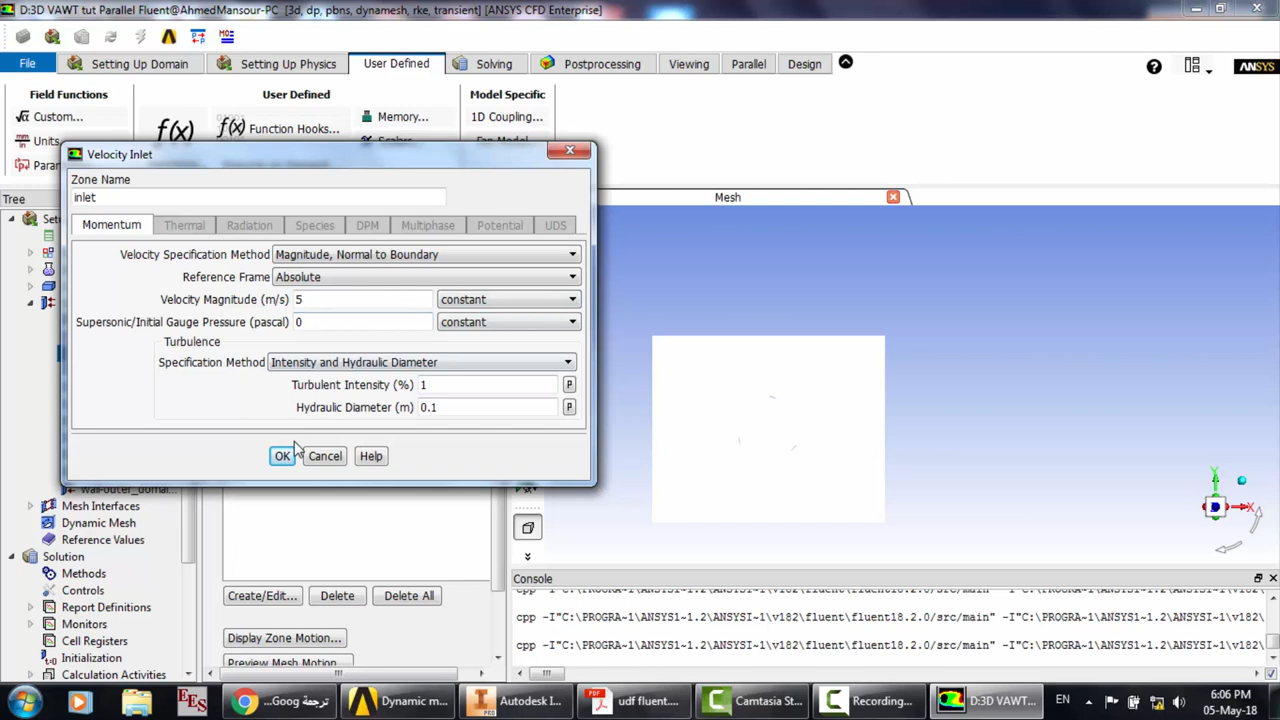 D:3D VAWT tut Parallel Fluent@AhmedMansour-PC [3d, dp, pbns, dynamesh, rke, transient] [ANSYS CFD Enterprise]
File
Setting Up Domain
Setting Up Physics
User Defined
Solving
Postprocessing
Viewing
Parallel
Design
ANSYS
Field Functions
User Defined
Model Specific
Custom...
Units
f(x)
Function Hooks...
Memory...
1D Coupling...
Velocity Inlet
Zone Name
inlet
Momentum
Thermal
Radiation
Species
DPM
Multiphase
Potential
UDS
Velocity Specification Method
Magnitude, Normal to Boundary
Reference Frame
Absolute
Velocity Magnitude (m/s)
5
constant
Supersonic/Initial Gauge Pressure (pascal)
0
constant
Turbulence
Specification Method
Intensity and Hydraulic Diameter
Turbulent Intensity (%)
1
P
Hydraulic Diameter (m)
0.1
P
OK
Cancel
Help
Tree
Mesh
Mesh Interfaces
Dynamic Mesh
Reference Values
Solution
Methods
Controls
Report Definitions
Monitors
Cell Registers
Initialization
Calculation Activities
Create/Edit...
Delete
Delete All
Display Zone Motion...
Preview Mesh Motion...
Y
X
Console
cpp -I"C:\PROGRA~1\ANSYS1~1.2\ANSYSI~1\v182\fluent\fluent18.2.0/src/main" -I"C:\PROGRA~1\ANSYS1~1.2\ANSYSI~1\v182\
cpp -I"C:\PROGRA~1\ANSYS1~1.2\ANSYSI~1\v182\fluent\fluent18.2.0/src/main" -I"C:\PROGRA~1\ANSYS1~1.2\ANSYSI~1\v182\
EES
ترجمة Goog...
Dynamic m...
Autodesk I...
udf fluent...
Camtasia St...
Recording...
D:3D VAWT...
EN
6:06 PM
05-May-18